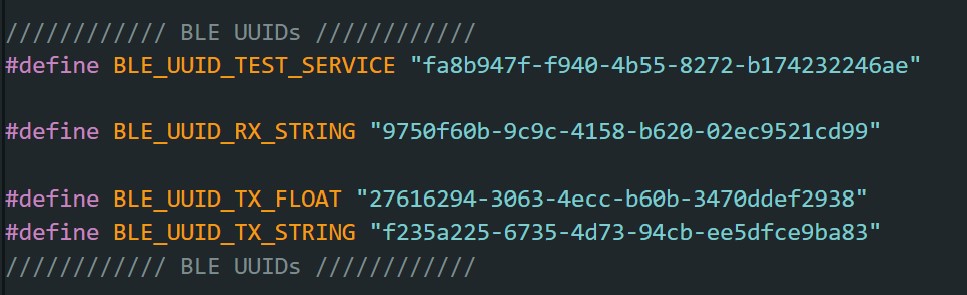 //////////// BLE UUIDs ////////////
#define BLE_UUID_TEST_SERVICE "fa8b947f-f940-4b55-8272-b174232246ae"
#define BLE_UUID_RX_STRING "9750f60b-9c9c-4158-b620-02ec9521cd99"
#define BLE_UUID_TX_FLOAT "27616294-3063-4ecc-b60b-3470ddef2938"
#define BLE_UUID_TX_STRING "f235a225-6735-4d73-94cb-ee5dfce9ba83"
//////////// BLE UUIDs ////////////